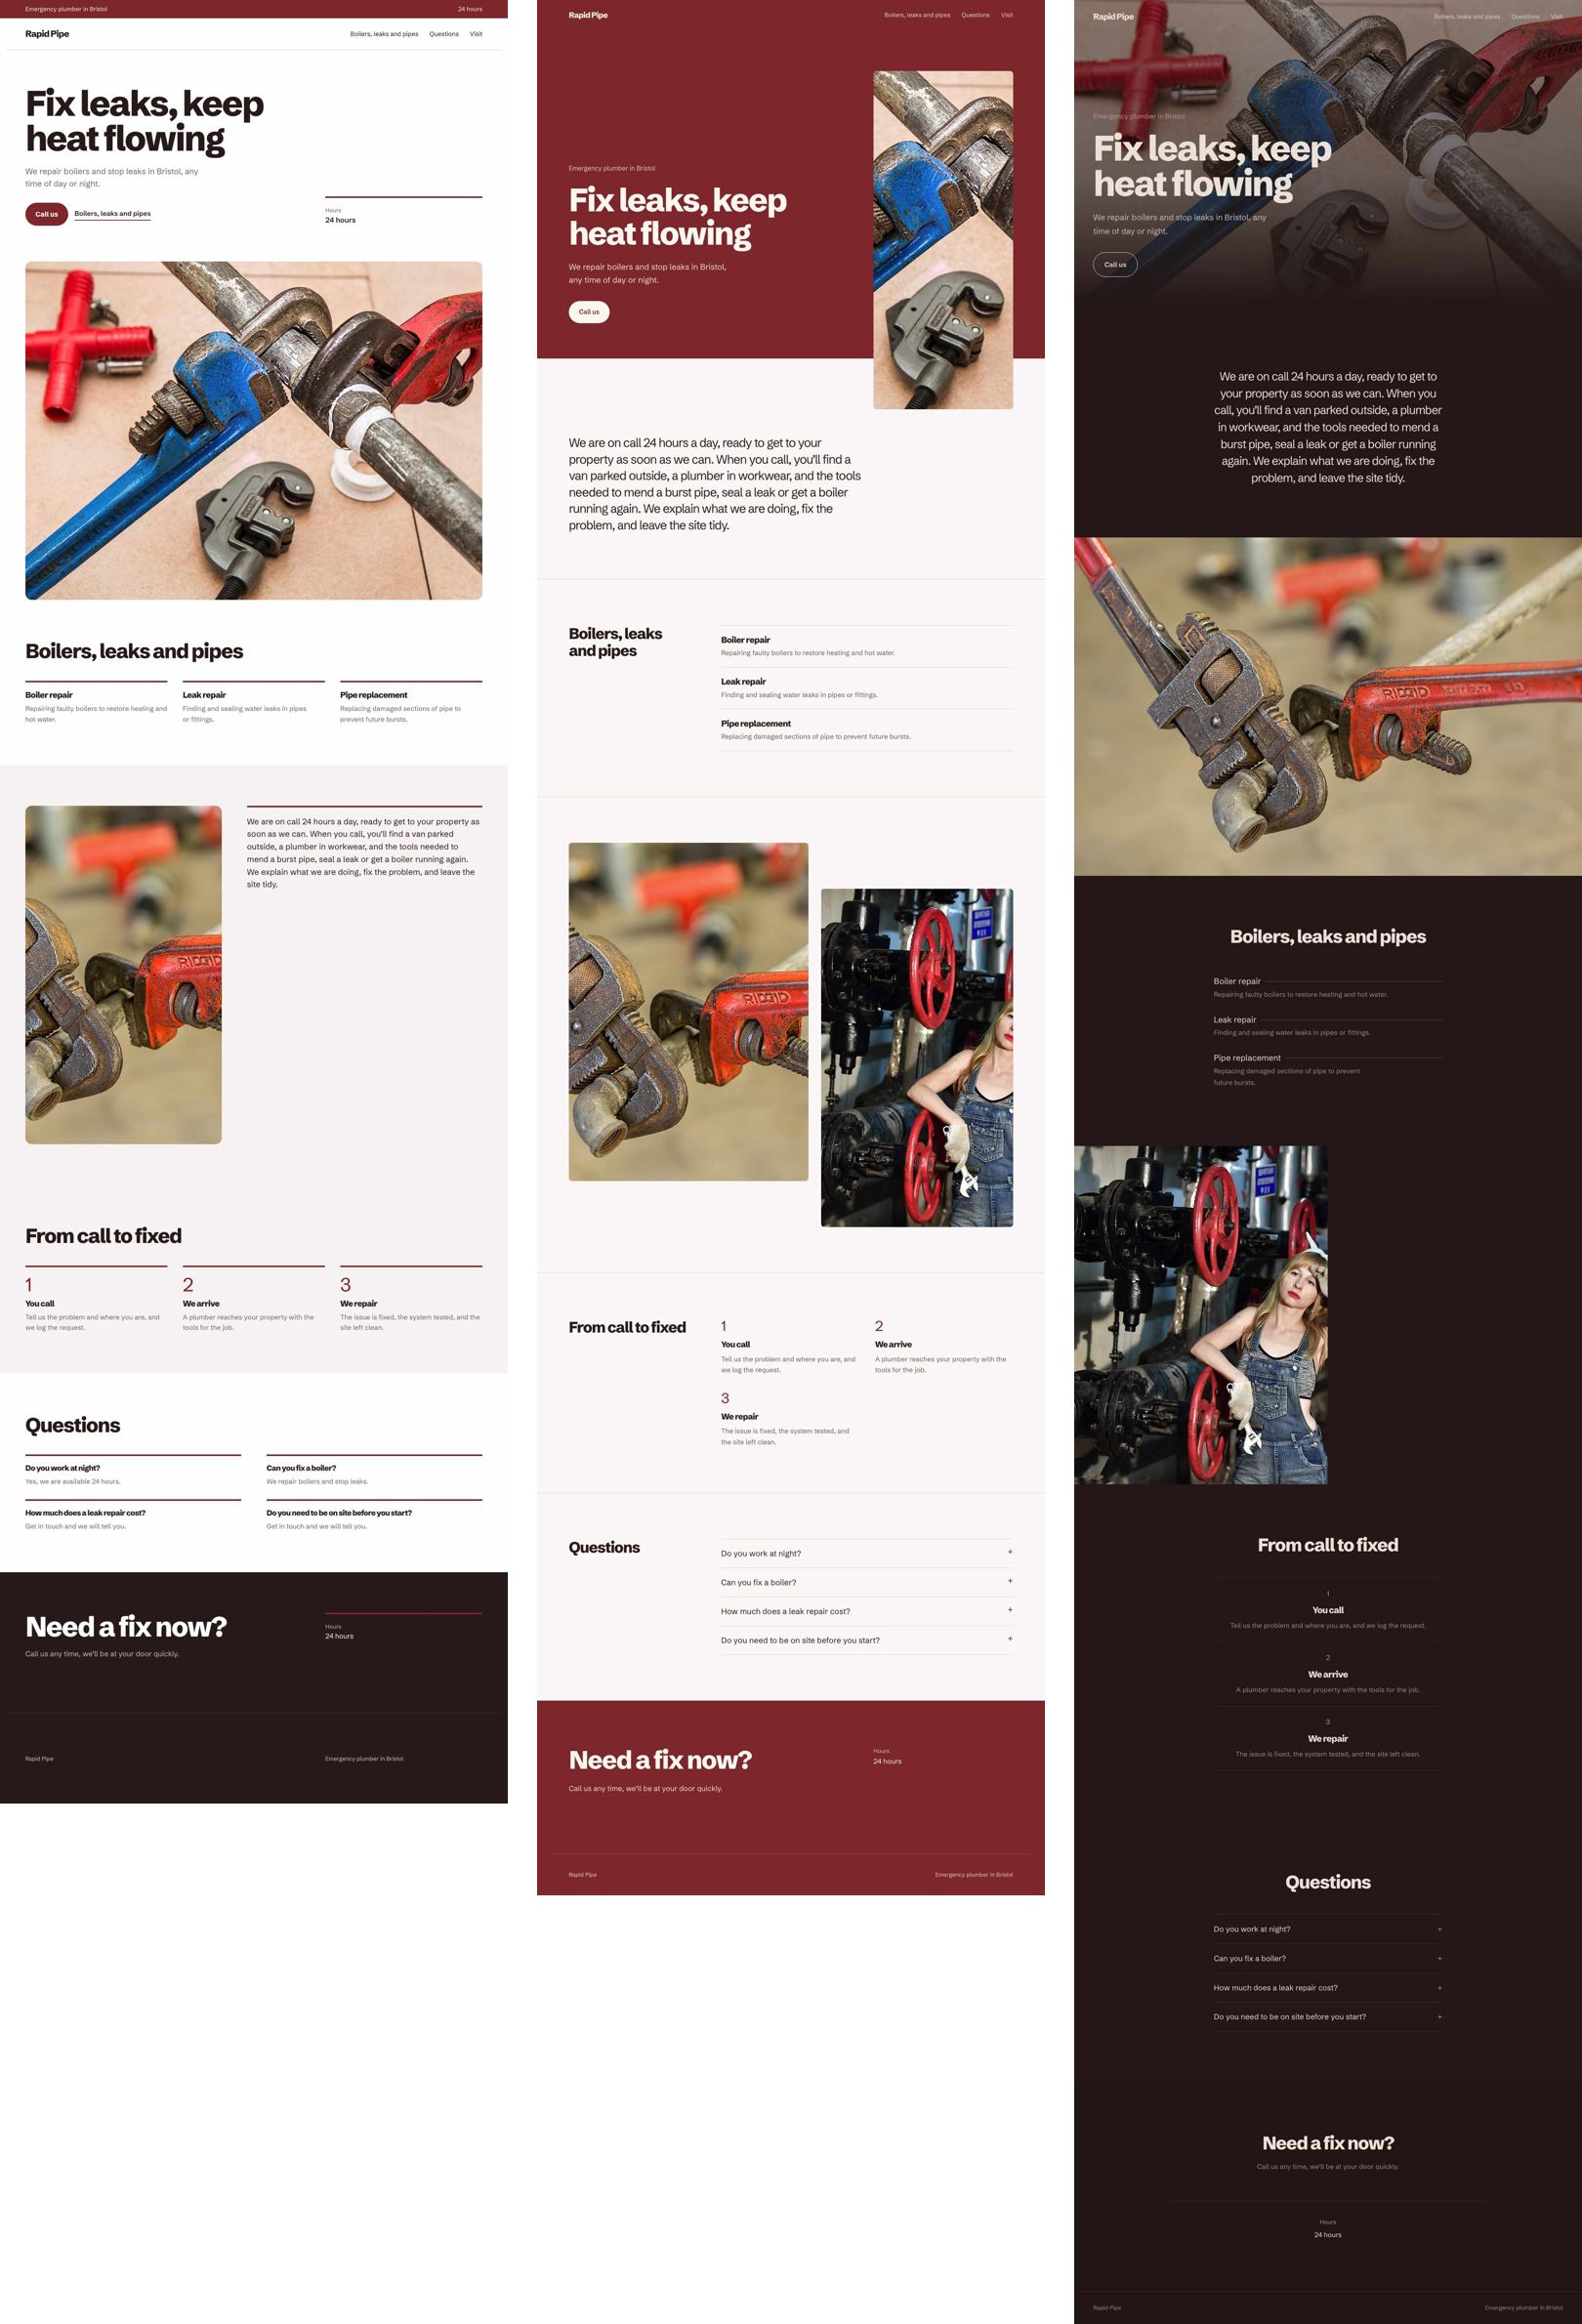 Emergency plumber in Bristol
24 hours
Rapid Pipe
Boilers, leaks and pipes
Questions
Visit
Fix leaks, keep
heat flowing
We repair boilers and stop leaks in Bristol, any
time of day or night.
Call us
Boilers, leaks and pipes
Hours
24 hours
Boilers, leaks and pipes
Boiler repair
Repairing faulty boilers to restore heating and
hot water.
Leak repair
Finding and sealing water leaks in pipes
or fittings.
Pipe replacement
Replacing damaged sections of pipe to
prevent future bursts.
RIDGID
We are on call 24 hours a day, ready to get to your property as
soon as we can. When you call, you'll find a van parked
outside, a plumber in workwear, and the tools needed to
mend a burst pipe, seal a leak or get a boiler running again.
We explain what we are doing, fix the problem, and leave the
site tidy.
From call to fixed
1
You call
Tell us the problem and where you are, and
we log the request.
2
We arrive
A plumber reaches your property with the
tools for the job.
3
We repair
The issue is fixed, the system tested, and the
site left clean.
Questions
Do you work at night?
Yes, we are available 24 hours.
Can you fix a boiler?
We repair boilers and stop leaks.
How much does a leak repair cost?
Get in touch and we will tell you.
Do you need to be on site before you start?
Get in touch and we will tell you.
Need a fix now?
Call us any time, we'll be at your door quickly.
Hours
24 hours
Rapid Pipe
Emergency plumber in Bristol
Rapid Pipe
Boilers, leaks and pipes
Questions
Visit
Emergency plumber in Bristol
Fix leaks, keep
heat flowing
We repair boilers and stop leaks in Bristol,
any time of day or night.
Call us
We are on call 24 hours a day, ready to get to your
property as soon as we can. When you call, you'll find a
van parked outside, a plumber in workwear, and the tools
needed to mend a burst pipe, seal a leak or get a boiler
running again. We explain what we are doing, fix the
problem, and leave the site tidy.
Boilers, leaks
and pipes
Boiler repair
Repairing faulty boilers to restore heating and hot water.
Leak repair
Finding and sealing water leaks in pipes or fittings.
Pipe replacement
Replacing damaged sections of pipe to prevent future bursts.
RIDGID
From call to fixed
1
You call
Tell us the problem and where you are, and
we log the request.
2
We arrive
A plumber reaches your property with the
tools for the job.
3
We repair
The issue is fixed, the system tested, and
the site left clean.
Questions
Do you work at night?
+
Can you fix a boiler?
+
How much does a leak repair cost?
+
Do you need to be on site before you start?
+
Need a fix now?
Call us any time, we'll be at your door quickly.
Hours
24 hours
Rapid Pipe
Emergency plumber in Bristol
Rapid Pipe
Boilers, leaks and pipes
Questions
Visit
Emergency plumber in Bristol
Fix leaks, keep
heat flowing
We repair boilers and stop leaks in Bristol, any
time of day or night.
Call us
We are on call 24 hours a day, ready to get to
your property as soon as we can. When you
call, you'll find a van parked outside, a plumber
in workwear, and the tools needed to mend a
burst pipe, seal a leak or get a boiler running
again. We explain what we are doing, fix the
problem, and leave the site tidy.
RIDGID HEAVY DUTY
Boilers, leaks and pipes
Boiler repair
Repairing faulty boilers to restore heating and hot water.
Leak repair
Finding and sealing water leaks in pipes or fittings.
Pipe replacement
Replacing damaged sections of pipe to prevent
future bursts.
From call to fixed
1
You call
Tell us the problem and where you are, and we log the request.
2
We arrive
A plumber reaches your property with the tools for the job.
3
We repair
The issue is fixed, the system tested, and the site left clean.
Questions
Do you work at night?
+
Can you fix a boiler?
+
How much does a leak repair cost?
+
Do you need to be on site before you start?
+
Need a fix now?
Call us any time, we'll be at your door quickly.
Hours
24 hours
Rapid Pipe
Emergency plumber in Bristol